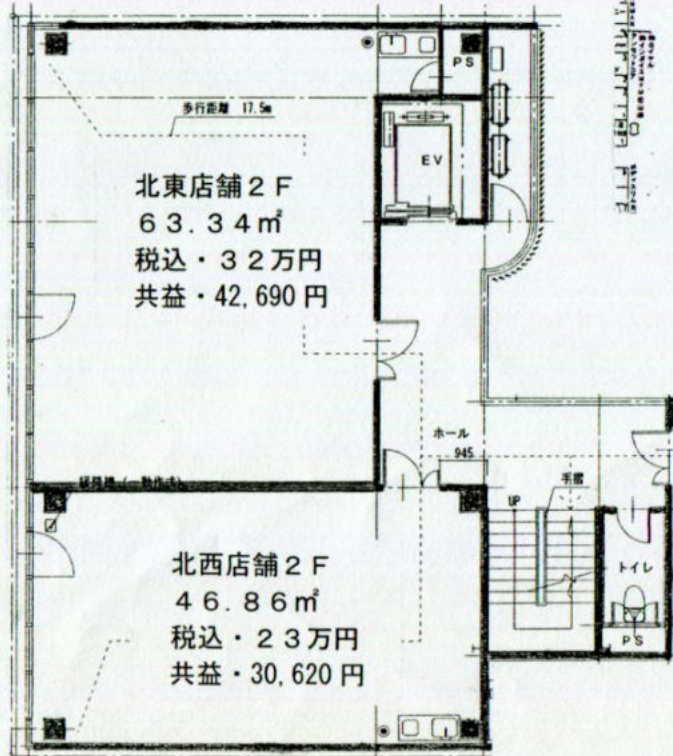 PS
歩行距離 17.5m
EV
北東店舗2F
63.34㎡
税込・32万円
共益・42,690円
ホール
945
手摺
UP
北西店舗2F
46.86㎡
税込・23万円
共益・30,620円
トイレ
PS